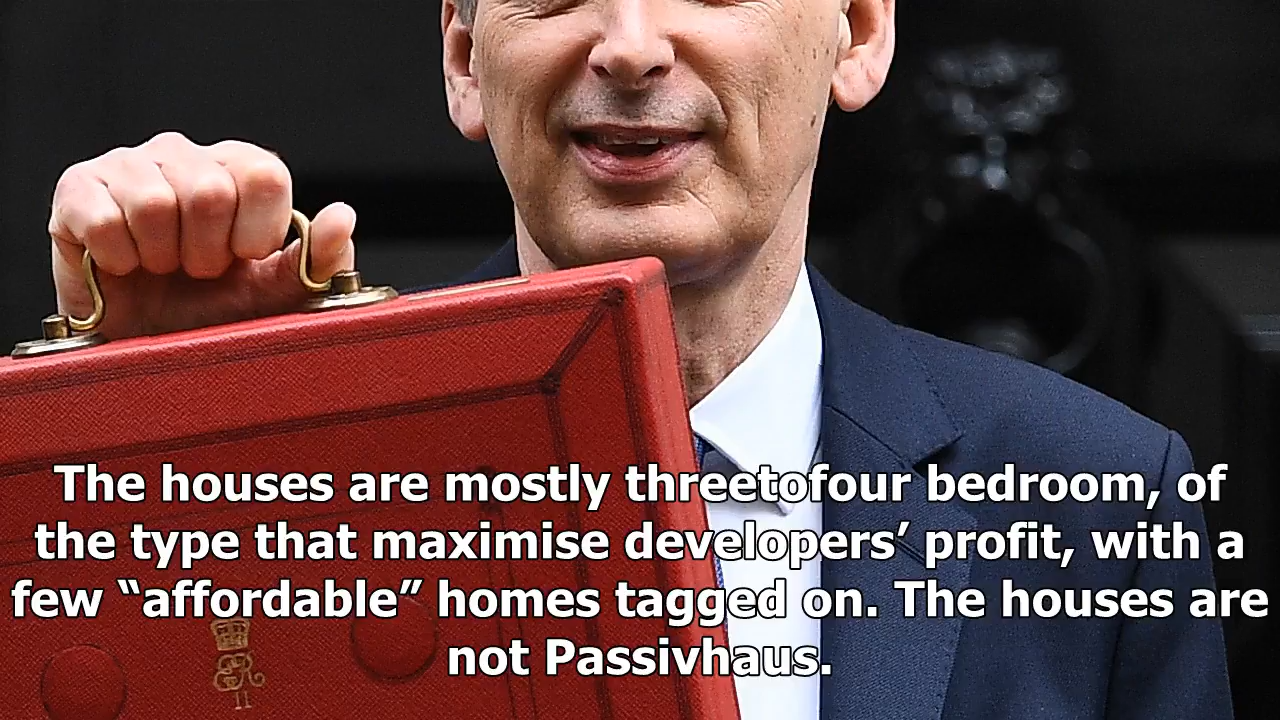 The houses are mostly threetofour bedroom, of
the type that maximise developers’ profit, with a
few “affordable” homes tagged on. The houses are
not Passivhaus.